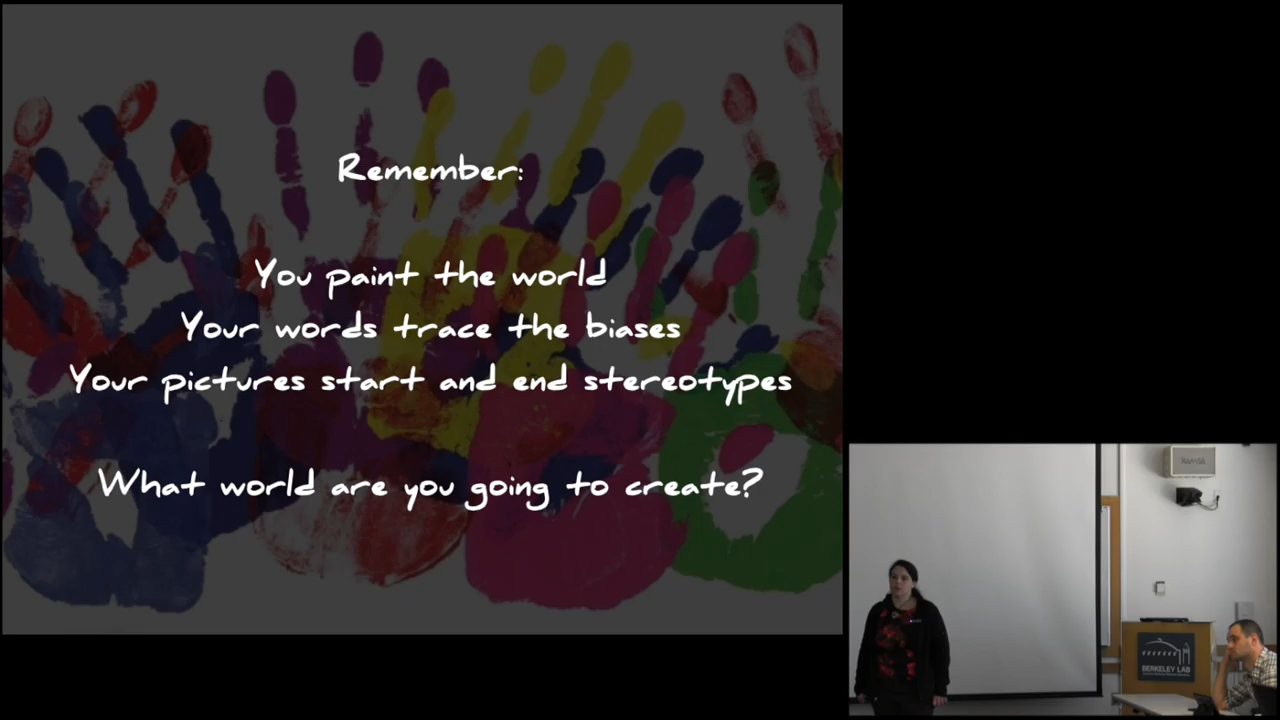 Remember:
You paint the world
Your words trace the biases
Your pictures start and end stereotypes
What world are you going to create?
BERKELEY LAB